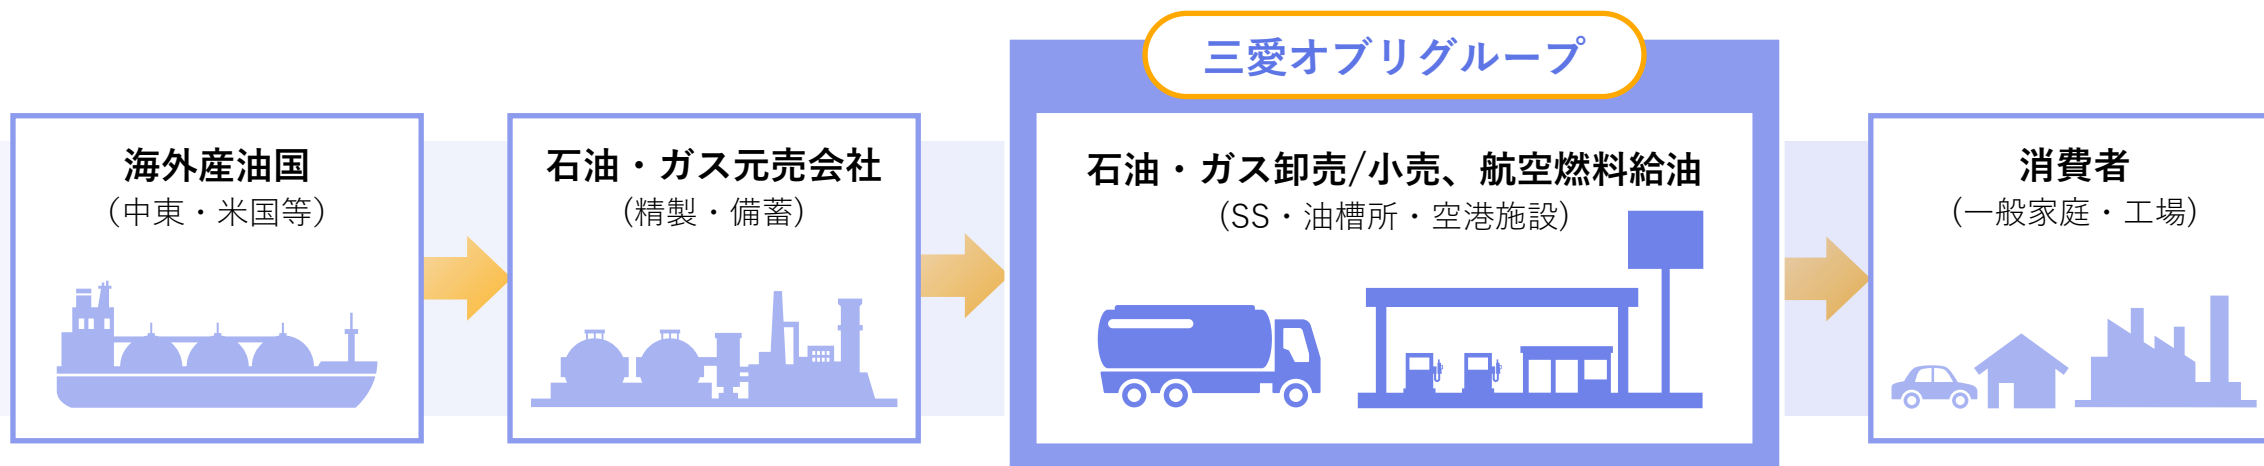 三愛オブリグループ
海外産油国
（中東・米国等）
石油・ガス元売会社
（精製・備蓄）
石油・ガス卸売/小売、航空燃料給油
（SS・油槽所・空港施設）
消費者
（一般家庭・工場）